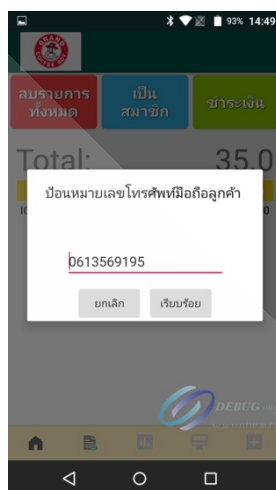 93% 14:49
GRAND
COFFEE BOY
ลบรายการ
ทั้งหมด
เป็น
สมาชิก
ชำระเงิน
Total:
35.0
ป้อนหมายเลขโทรศัพท์มือถือลูกค้า
0613569195
ยกเลิก
เรียบร้อย
DEBUG